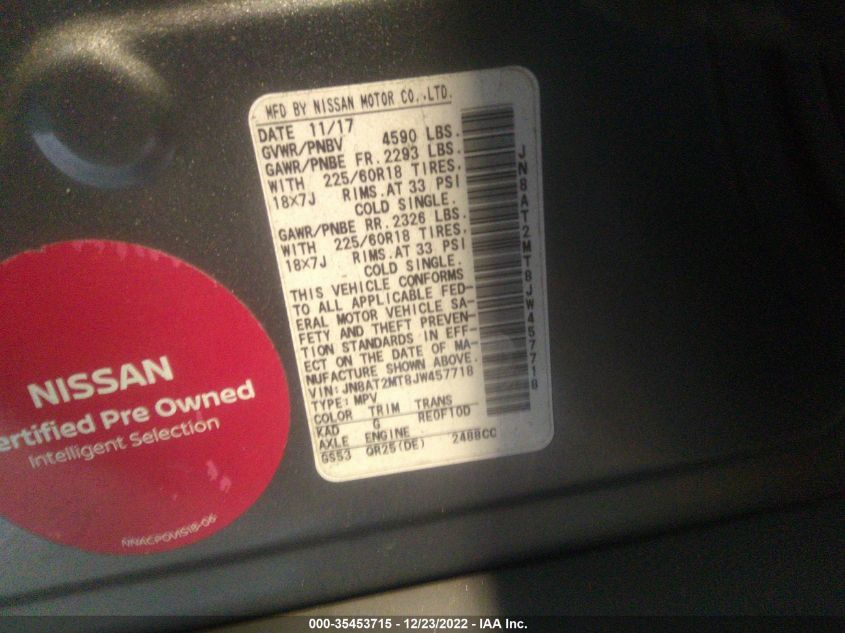 MFD BY NISSAN MOTOR CO.,LTD.
DATE 11/17
GVWR/PNBV 4590 LBS.
GAWR/PNBE FR. 2293 LBS.
WITH 225/60R18 TIRES.
18X7J RIMS.AT 33 PSI
COLD SINGLE.
GAWR/PNBE RR. 2326 LBS.
WITH 225/60R18 TIRES.
18X7J RIMS.AT 33 PSI
COLD SINGLE.
THIS VEHICLE CONFORMS
TO ALL APPLICABLE FED-
ERAL MOTOR VEHICLE SA-
FETY AND THEFT PREVEN-
TION STANDARDS IN EFF-
ECT ON THE DATE OF MA-
NUFACTURE SHOWN ABOVE.
VIN: JN8AT2MT8JW457718
TYPE: MPV
COLOR TRIM TRANS
KAD G RE0F10D
AXLE ENGINE
GS53 QR25(DE) 2488CC
JN8AT2MT8JW457718
NISSAN
ertified Pre Owned
Intelligent Selection
NNACPOVIS18-06
000-35453715 - 12/23/2022 - IAA Inc.